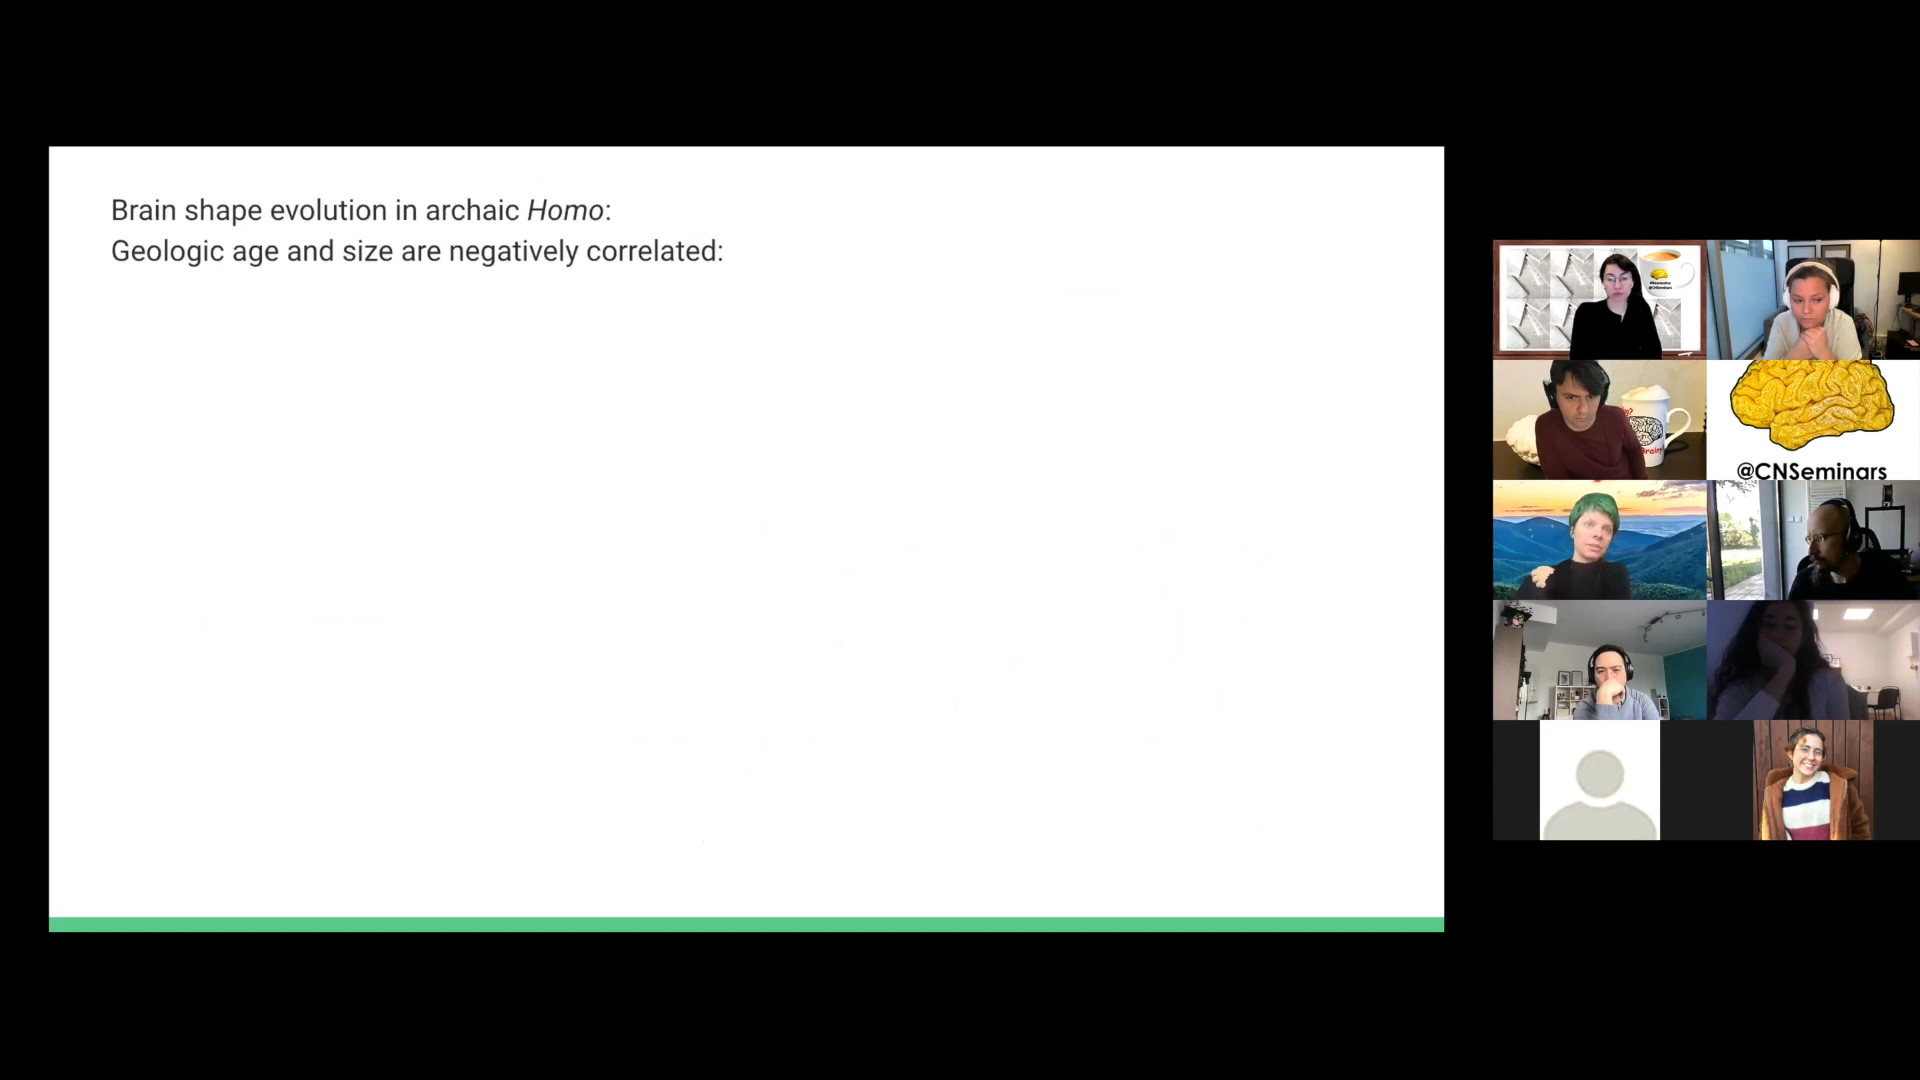 Brain shape evolution in archaic Homo:
Geologic age and size are negatively correlated:
@CNSeminars